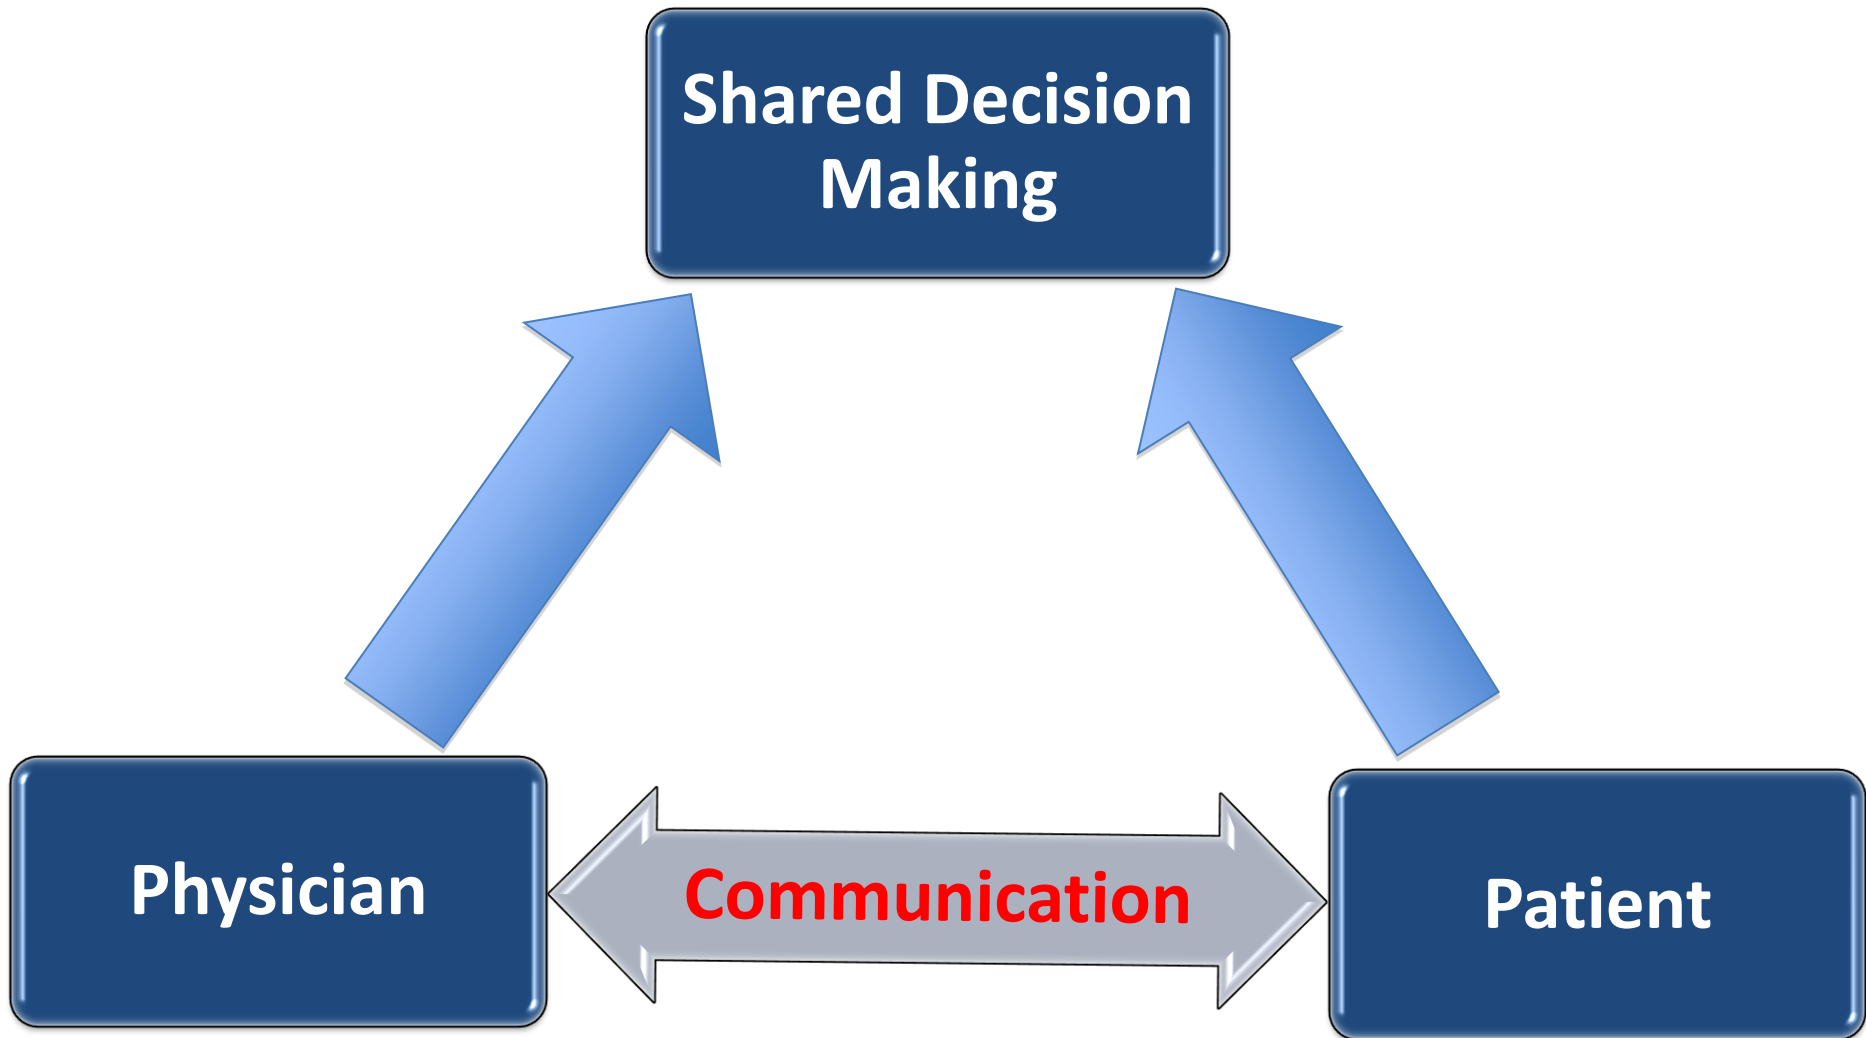 Shared Decision
Making
Physician
Communication
Patient